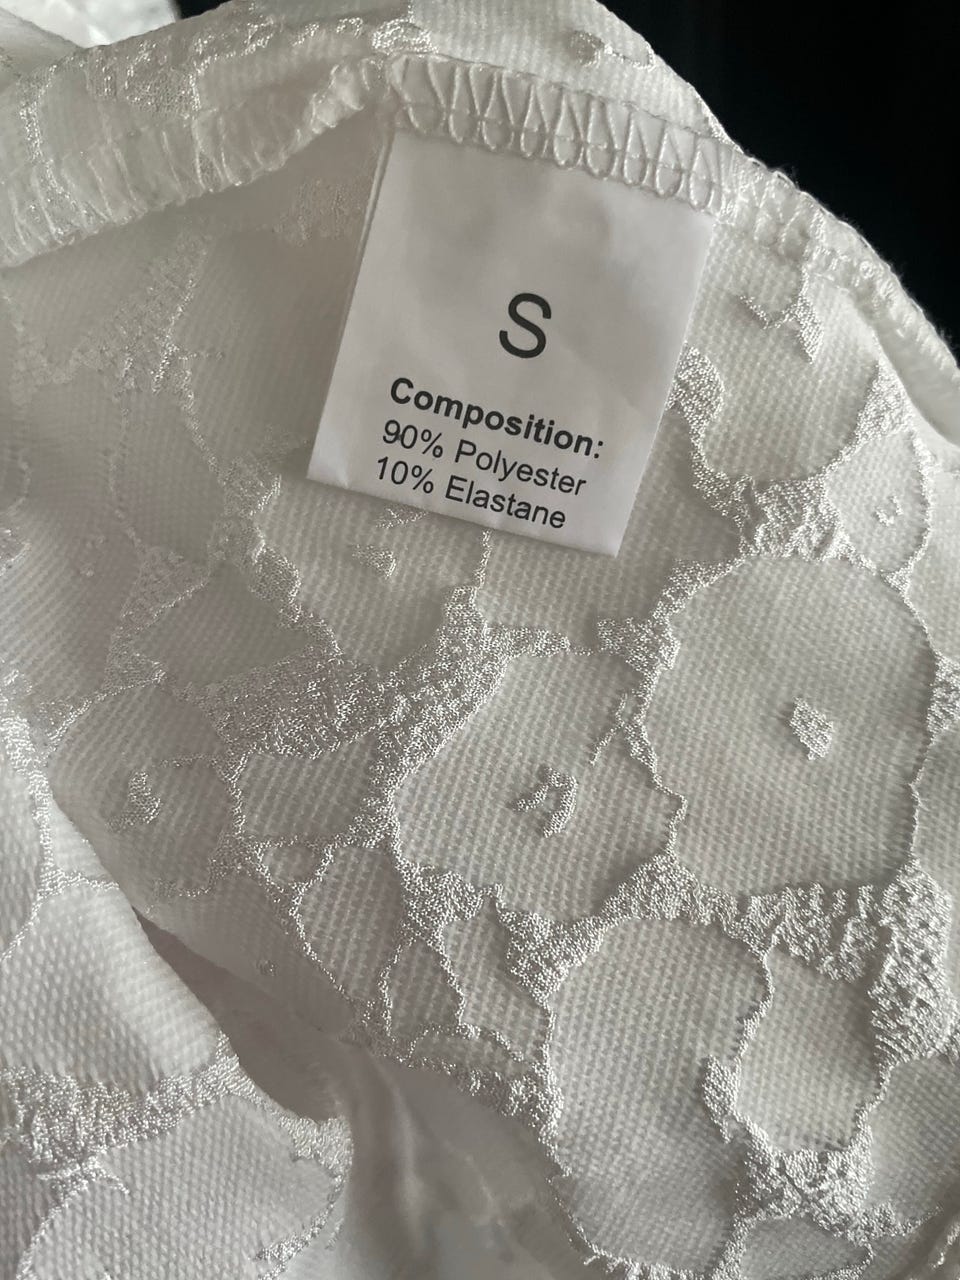 S
Composition:
90% Polyester
10% Elastane